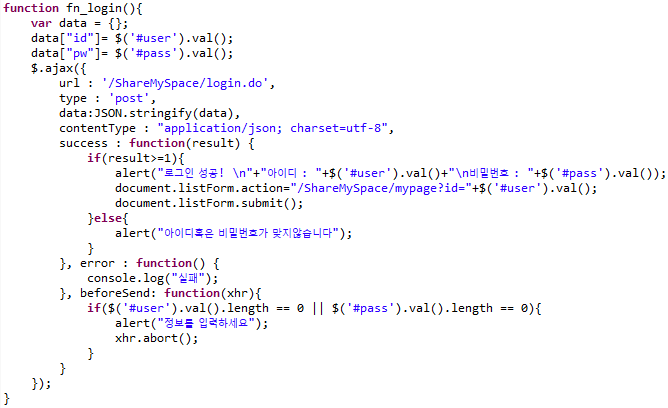 function fn_login(){
    var data = {};
    data["id"]= $('#user').val();
    data["pw"]= $('#pass').val();
    $.ajax({
        url : '/ShareMySpace/login.do',
        type : 'post',
        data:JSON.stringify(data),
        contentType : "application/json; charset=utf-8",
        success : function(result) {
            if(result>=1){
                alert("로그인 성공! \n"+"아이디 : "+$('#user').val()+"\n비밀번호 : "+$('#pass').val());
                document.listForm.action="/ShareMySpace/mypage?id="+$('#user').val();
                document.listForm.submit();
            }else{
                alert("아이디혹은 비밀번호가 맞지않습니다");
            }
        }, error : function() {
            console.log("실패");
        }, beforeSend: function(xhr){
            if($('#user').val().length == 0 || $('#pass').val().length == 0){
                alert("정보를 입력하세요");
                xhr.abort();
            }
        }
    });
}